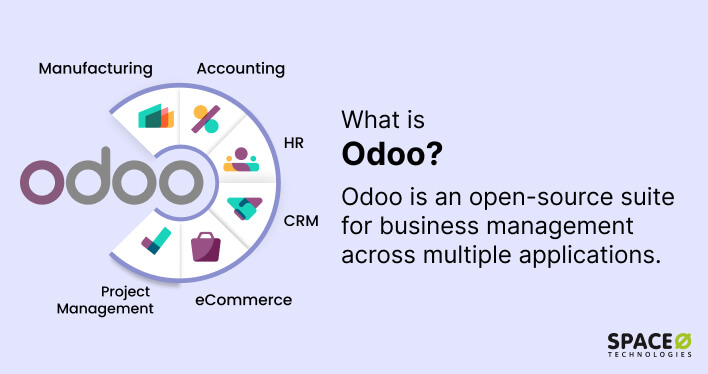 Manufacturing
Accounting
HR
CRM
eCommerce
Project
Management
odoo
What is
Odoo?
Odoo is an open-source suite
for business management
across multiple applications.
SPACEØ
TECHNOLOGIES